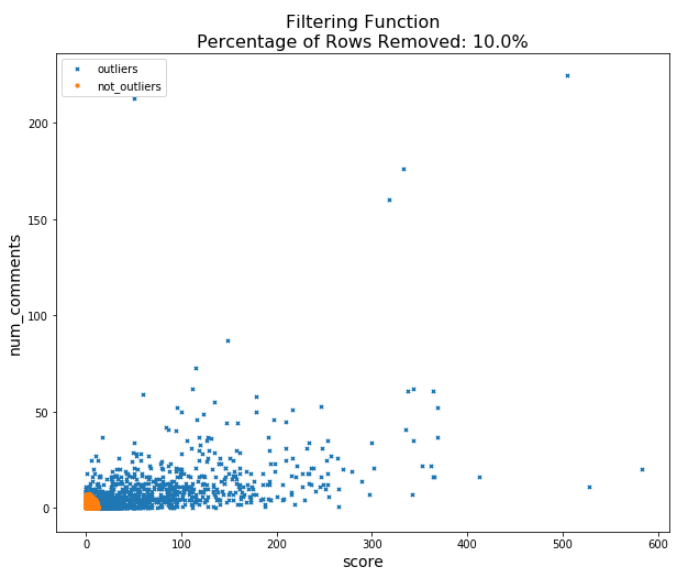 Filtering Function
Percentage of Rows Removed: 10.0%
outliers
not_outliers
200
150
100
50
0
num_comments
0 100 200 300 400 500 600
score